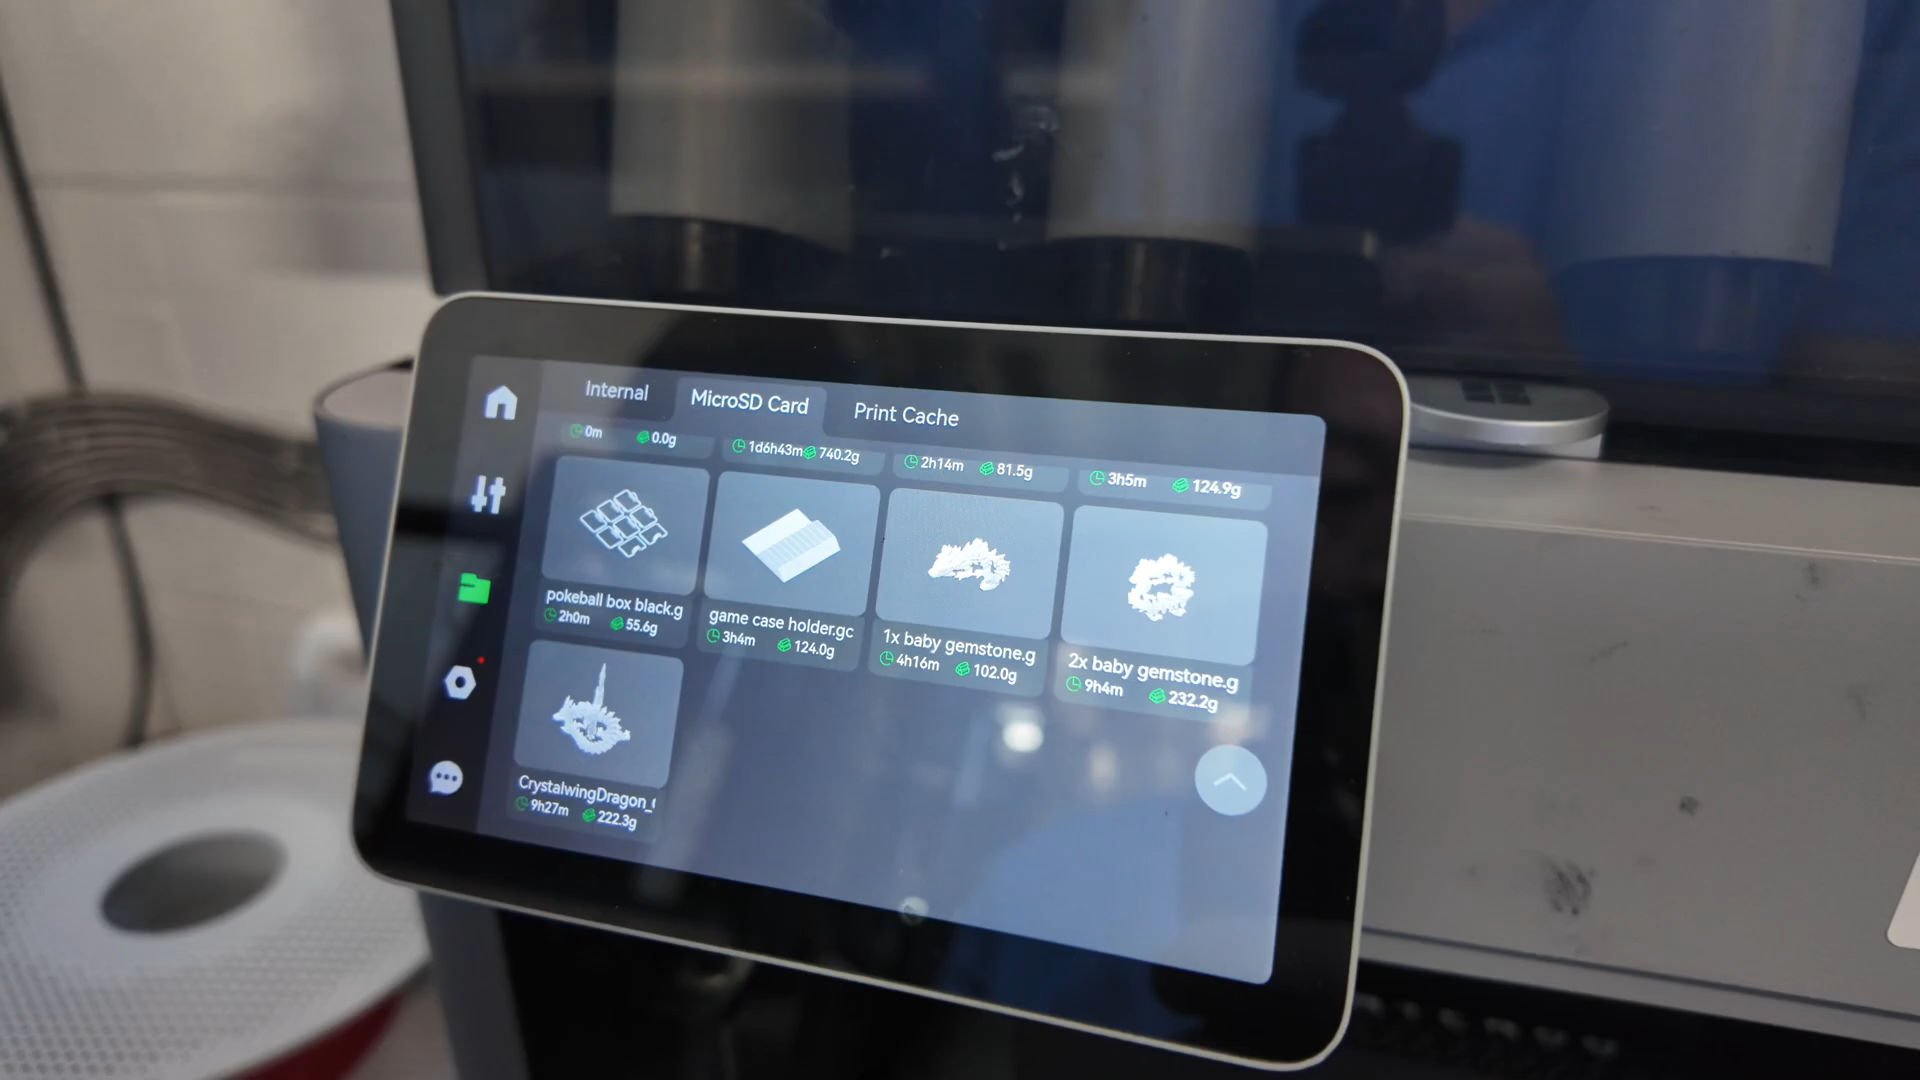 Internal
MicroSD Card
Print Cache
0m 0.0g
1d6h43m 740.2g
2h14m 81.5g
3h5m 124.9g
pokeball box black.g
2h0m 55.6g
game case holder.gc
3h4m 124.0g
1x baby gemstone.g
4h16m 102.0g
2x baby gemstone.g
9h4m 232.2g
CrystalwingDragon_
9h27m 222.3g